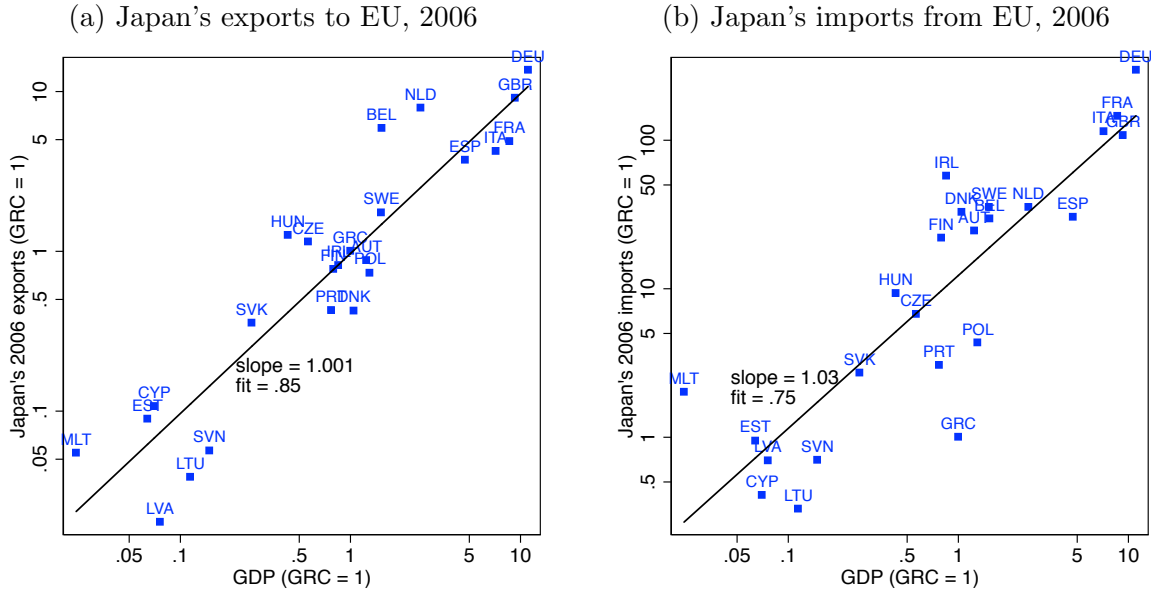 (a) Japan's exports to EU, 2006
Japan's 2006 exports (GRC = 1)
10
5
1
.5
.1
.05
DEU
GBR
NLD
BEL
FRA
ITA
ESP
SWE
HUN
CZE
GRC
IRL
AUT
FIN
POL
PRT
DNK
SVK
slope = 1.001
fit = .85
CYP
EST
MLT
SVN
LTU
LVA
.05 .1 .5 1 5 10
GDP (GRC = 1)
(b) Japan's imports from EU, 2006
Japan's 2006 imports (GRC = 1)
100
50
10
5
1
.5
DEU
FRA
ITA
GBR
IRL
DNK
SWE
NLD
BEL
ESP
AUT
FIN
HUN
CZE
POL
PRT
SVK
slope = 1.03
fit = .75
MLT
GRC
EST
LVA
SVN
CYP
LTU
.05 .1 .5 1 5 10
GDP (GRC = 1)